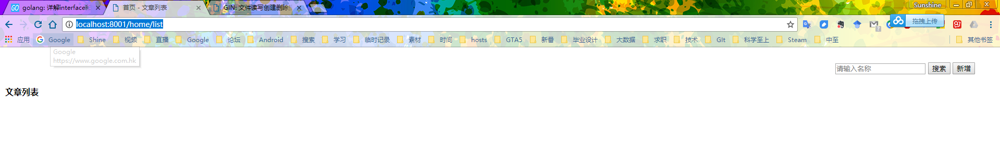 Sunshine
golang: 详解interface和
首页 - 文章列表
GIN: 文件读写创建删除
localhost:8001/home/list
拖拽上传
应用 Google Shine 视频 直播 Google 论坛 Android 搜索 学习 临时记录 素材 时间 hosts GTA5 新番 毕业设计 大数据 求职 技术 GIt 科学至上 Steam 中至 其他书签
Google
https://www.google.com.hk
请输入名称 搜索 新增
文章列表